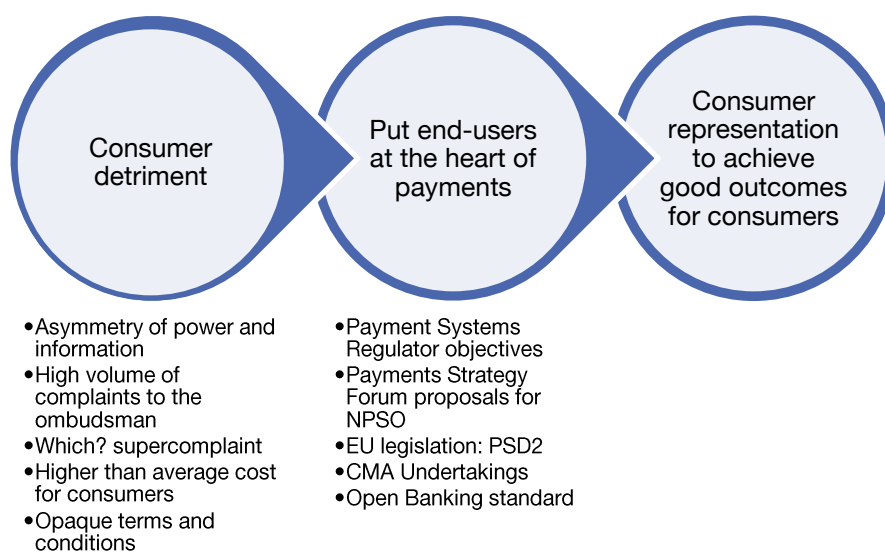 Consumer
detriment
Put end-users
at the heart of
payments
Consumer
representation
to achieve
good outcomes
for consumers
•Asymmetry of power and
information
•High volume of
complaints to the
ombudsman
•Which? supercomplaint
•Higher than average cost
for consumers
•Opaque terms and
conditions
•Payment Systems
Regulator objectives
•Payments Strategy
Forum proposals for
NPSO
•EU legislation: PSD2
•CMA Undertakings
•Open Banking standard